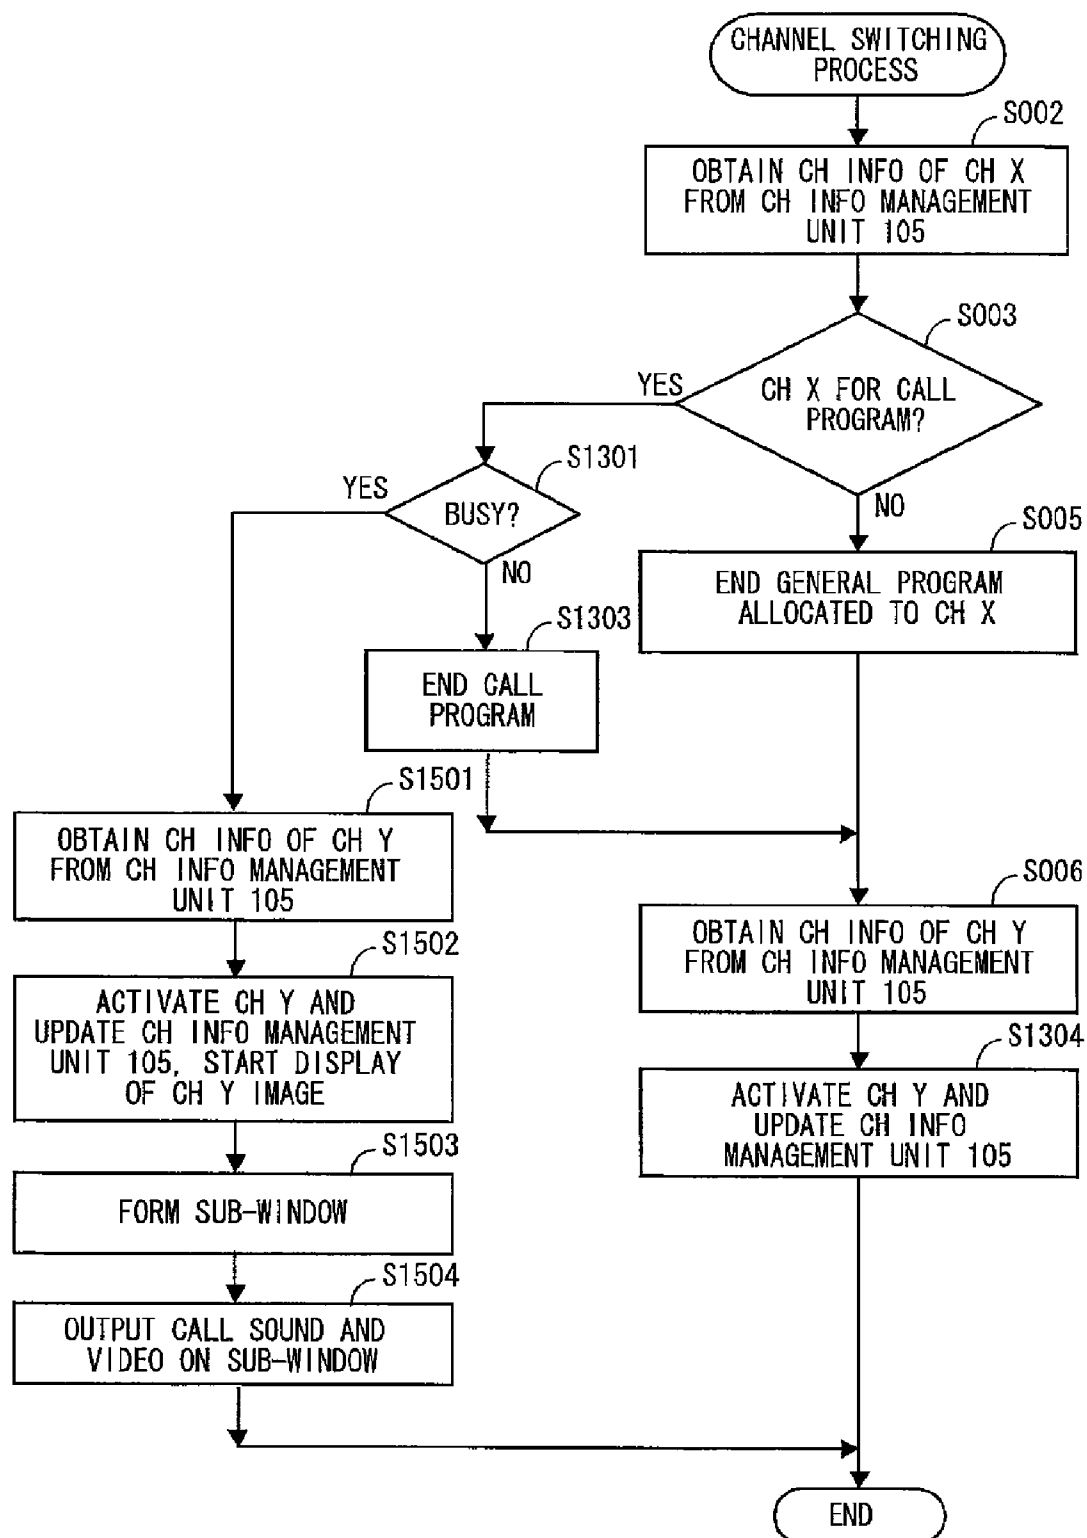 CHANNEL SWITCHING
PROCESS
S002
OBTAIN CH INFO OF CH X
FROM CH INFO MANAGEMENT
UNIT 105
S003
CH X FOR CALL
PROGRAM?
YES
NO
S1301
BUSY?
YES
NO
S005
END GENERAL PROGRAM
ALLOCATED TO CH X
S1303
END CALL
PROGRAM
S1501
OBTAIN CH INFO OF CH Y
FROM CH INFO MANAGEMENT
UNIT 105
S006
OBTAIN CH INFO OF CH Y
FROM CH INFO MANAGEMENT
UNIT 105
S1502
ACTIVATE CH Y AND
UPDATE CH INFO MANAGEMENT
UNIT 105, START DISPLAY
OF CH Y IMAGE
S1304
ACTIVATE CH Y AND
UPDATE CH INFO
MANAGEMENT UNIT 105
S1503
FORM SUB-WINDOW
S1504
OUTPUT CALL SOUND AND
VIDEO ON SUB-WINDOW
END